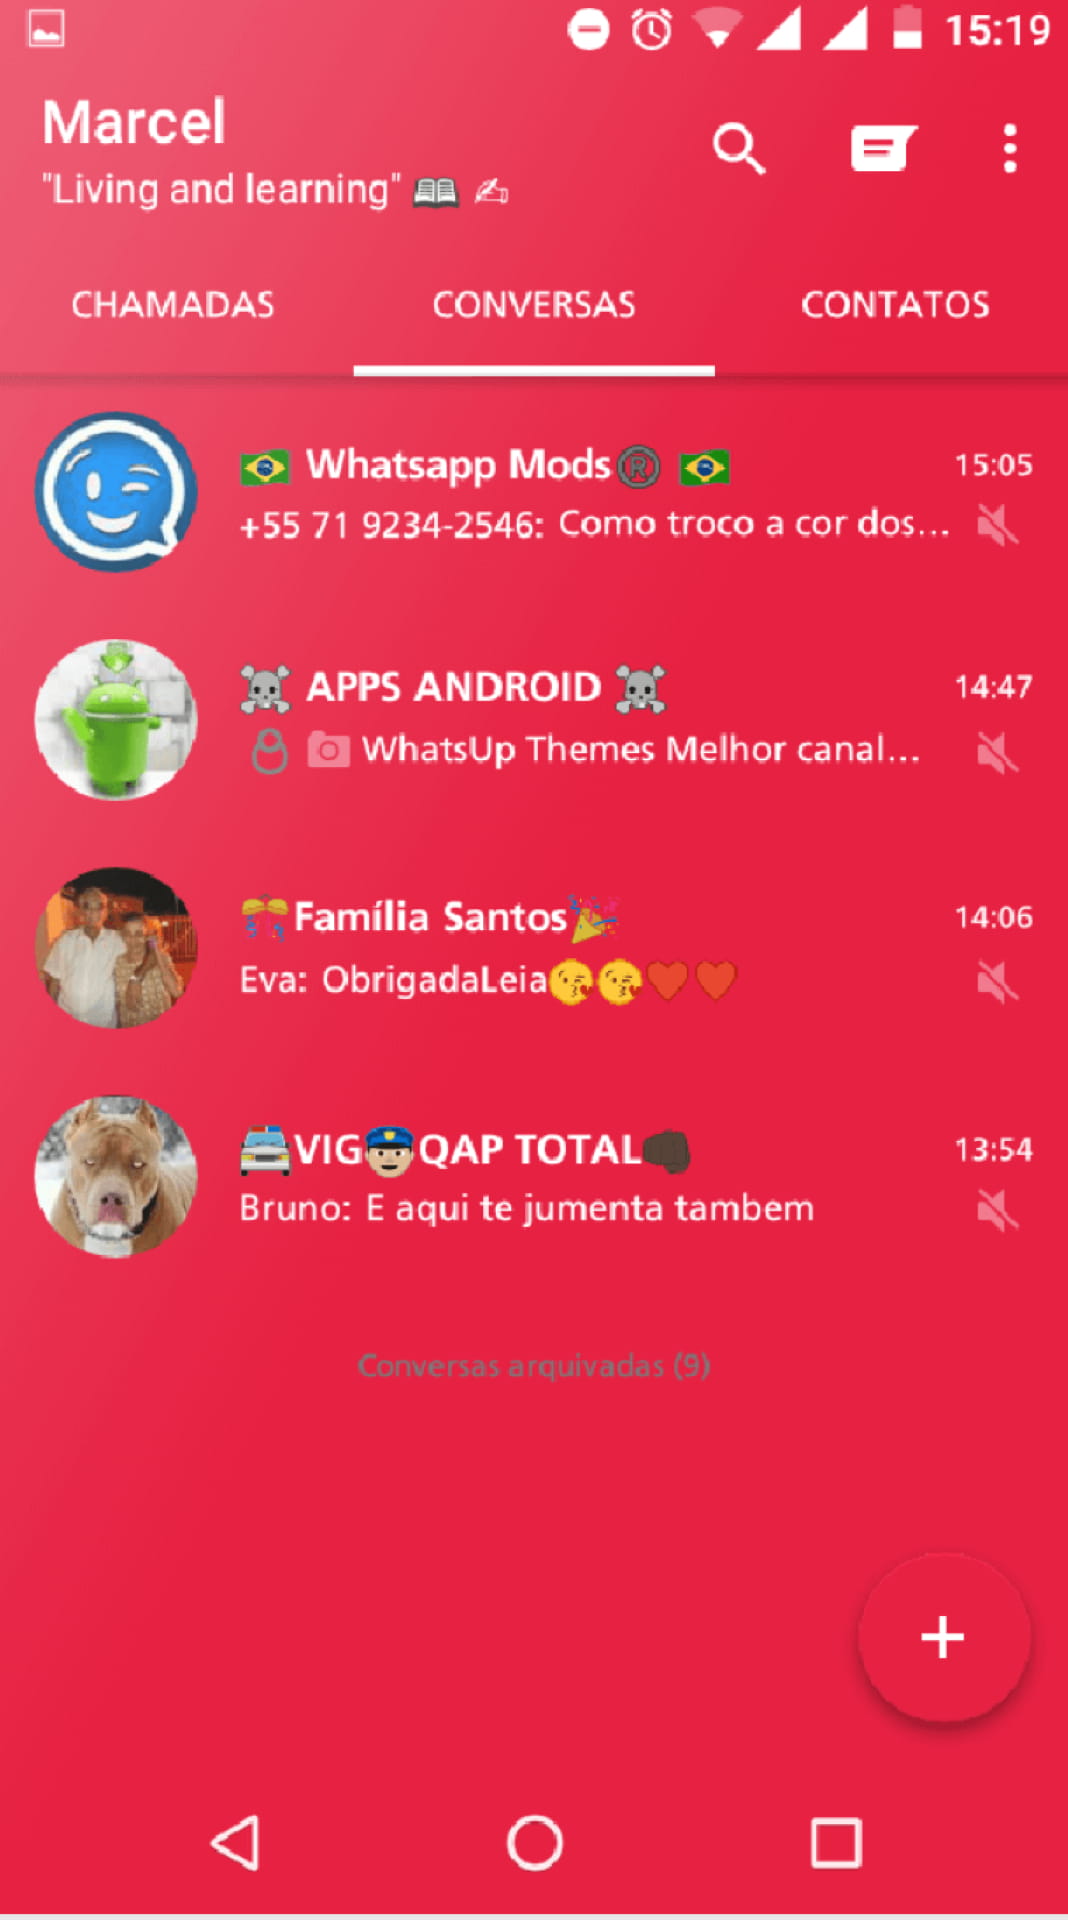 15:19
Marcel
"Living and learning" 📖 ✍
CHAMADAS CONVERSAS CONTATOS
🇧🇷 Whatsapp Mods® 🇧🇷 15:05
+55 71 9234-2546: Como troco a cor dos...
☠ APPS ANDROID ☠ 14:47
📷 WhatsUp Themes Melhor canal...
🎊Família Santos🎉 14:06
Eva: ObrigadaLeia😘😘❤❤
🚔VIG👮🏼QAP TOTAL👊🏿 13:54
Bruno: E aqui te jumenta tambem
Conversas arquivadas (9)